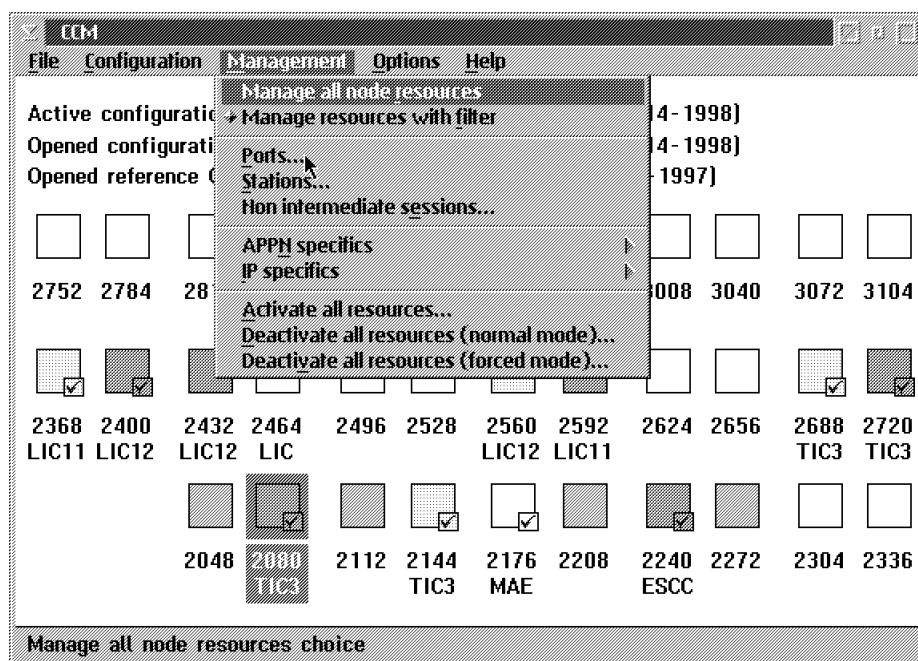 CCM
File Configuration Management Options Help
Manage all node resources
Manage resources with filter
Ports...
Stations...
Non intermediate sessions...
APPN specifics
IP specifics
Activate all resources...
Deactivate all resources (normal mode)...
Deactivate all resources (forced mode)...
Active configuratio 4-1998)
Opened configurati 4-1998)
Opened reference -1997)
2752 2784 3040 3072 3104
2368 2400 2432 2464 2496 2528 2560 2592 2624 2656 2688 2720
LIC11 LIC12 LIC12 LIC LIC12 LIC11 TIC3 TIC3
2048 2080 2112 2144 2176 2208 2240 2272 2304 2336
TIC3 TIC3 MAE ESCC
Manage all node resources choice